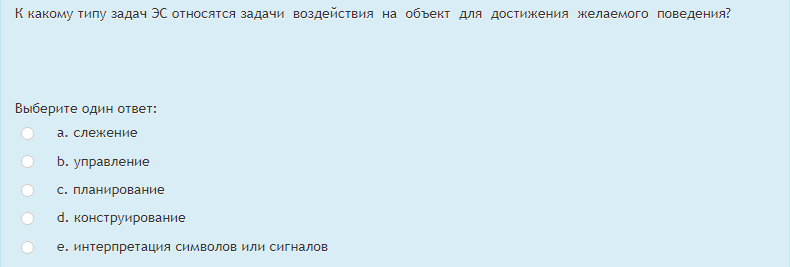 К какому типу задач ЭС относятся задачи воздействия на объект для достижения желаемого поведения?
Выберите один ответ:
a. слежение
b. управление
c. планирование
d. конструирование
e. интерпретация символов или сигналов